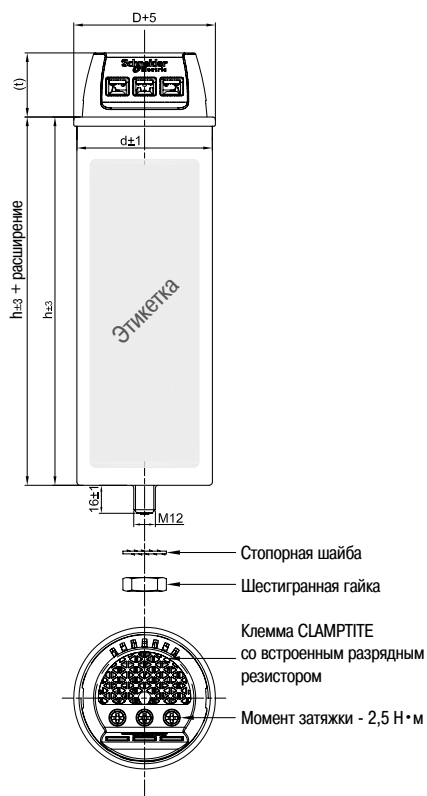 D+5
Schneider
Electric
(t)
d±1
h±3 + расширение
h±3
Этикетка
16±1
M12
Стопорная шайба
Шестигранная гайка
Клемма CLAMPTITE
со встроенным разрядным
резистором
Момент затяжки - 2,5 Н•м